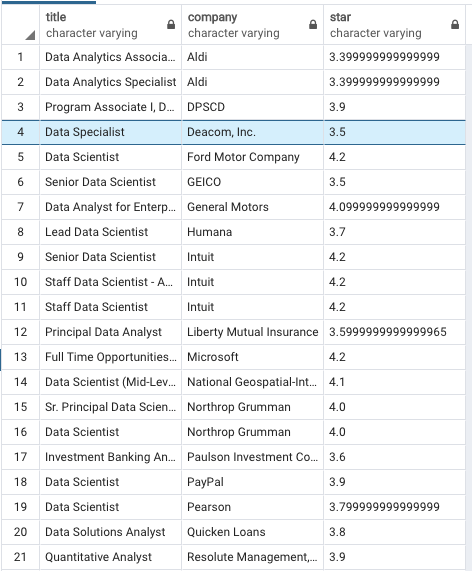 title company star
character varying character varying character varying
1 Data Analytics Associa... Aldi 3.399999999999999
2 Data Analytics Specialist Aldi 3.399999999999999
3 Program Associate I, D... DPSCD 3.9
4 Data Specialist Deacom, Inc. 3.5
5 Data Scientist Ford Motor Company 4.2
6 Senior Data Scientist GEICO 3.5
7 Data Analyst for Enterp... General Motors 4.099999999999999
8 Lead Data Scientist Humana 3.7
9 Senior Data Scientist Intuit 4.2
10 Staff Data Scientist - A... Intuit 4.2
11 Staff Data Scientist Intuit 4.2
12 Principal Data Analyst Liberty Mutual Insurance 3.5999999999999965
13 Full Time Opportunities... Microsoft 4.2
14 Data Scientist (Mid-Lev... National Geospatial-Int... 4.1
15 Sr. Principal Data Scien... Northrop Grumman 4.0
16 Data Scientist Northrop Grumman 4.0
17 Investment Banking An... Paulson Investment Co... 3.6
18 Data Scientist PayPal 3.9
19 Data Scientist Pearson 3.799999999999999
20 Data Solutions Analyst Quicken Loans 3.8
21 Quantitative Analyst Resolute Management,... 3.9